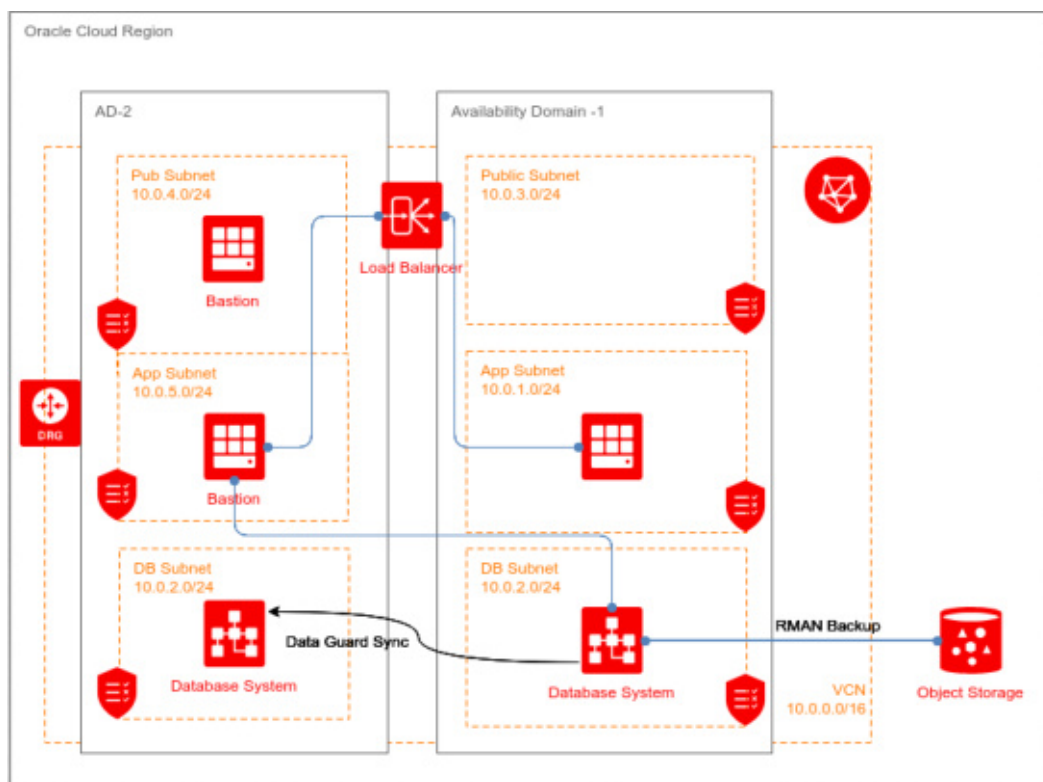 Oracle Cloud Region
AD-2
Availability Domain -1
Pub Subnet
10.0.4.0/24
Public Subnet
10.0.3.0/24
Load Balancer
Bastion
App Subnet
10.0.5.0/24
App Subnet
10.0.1.0/24
DRG
Bastion
DB Subnet
10.0.2.0/24
DB Subnet
10.0.2.0/24
Data Guard Sync
RMAN Backup
Database System
Database System
VCN
10.0.0.0/16
Object Storage